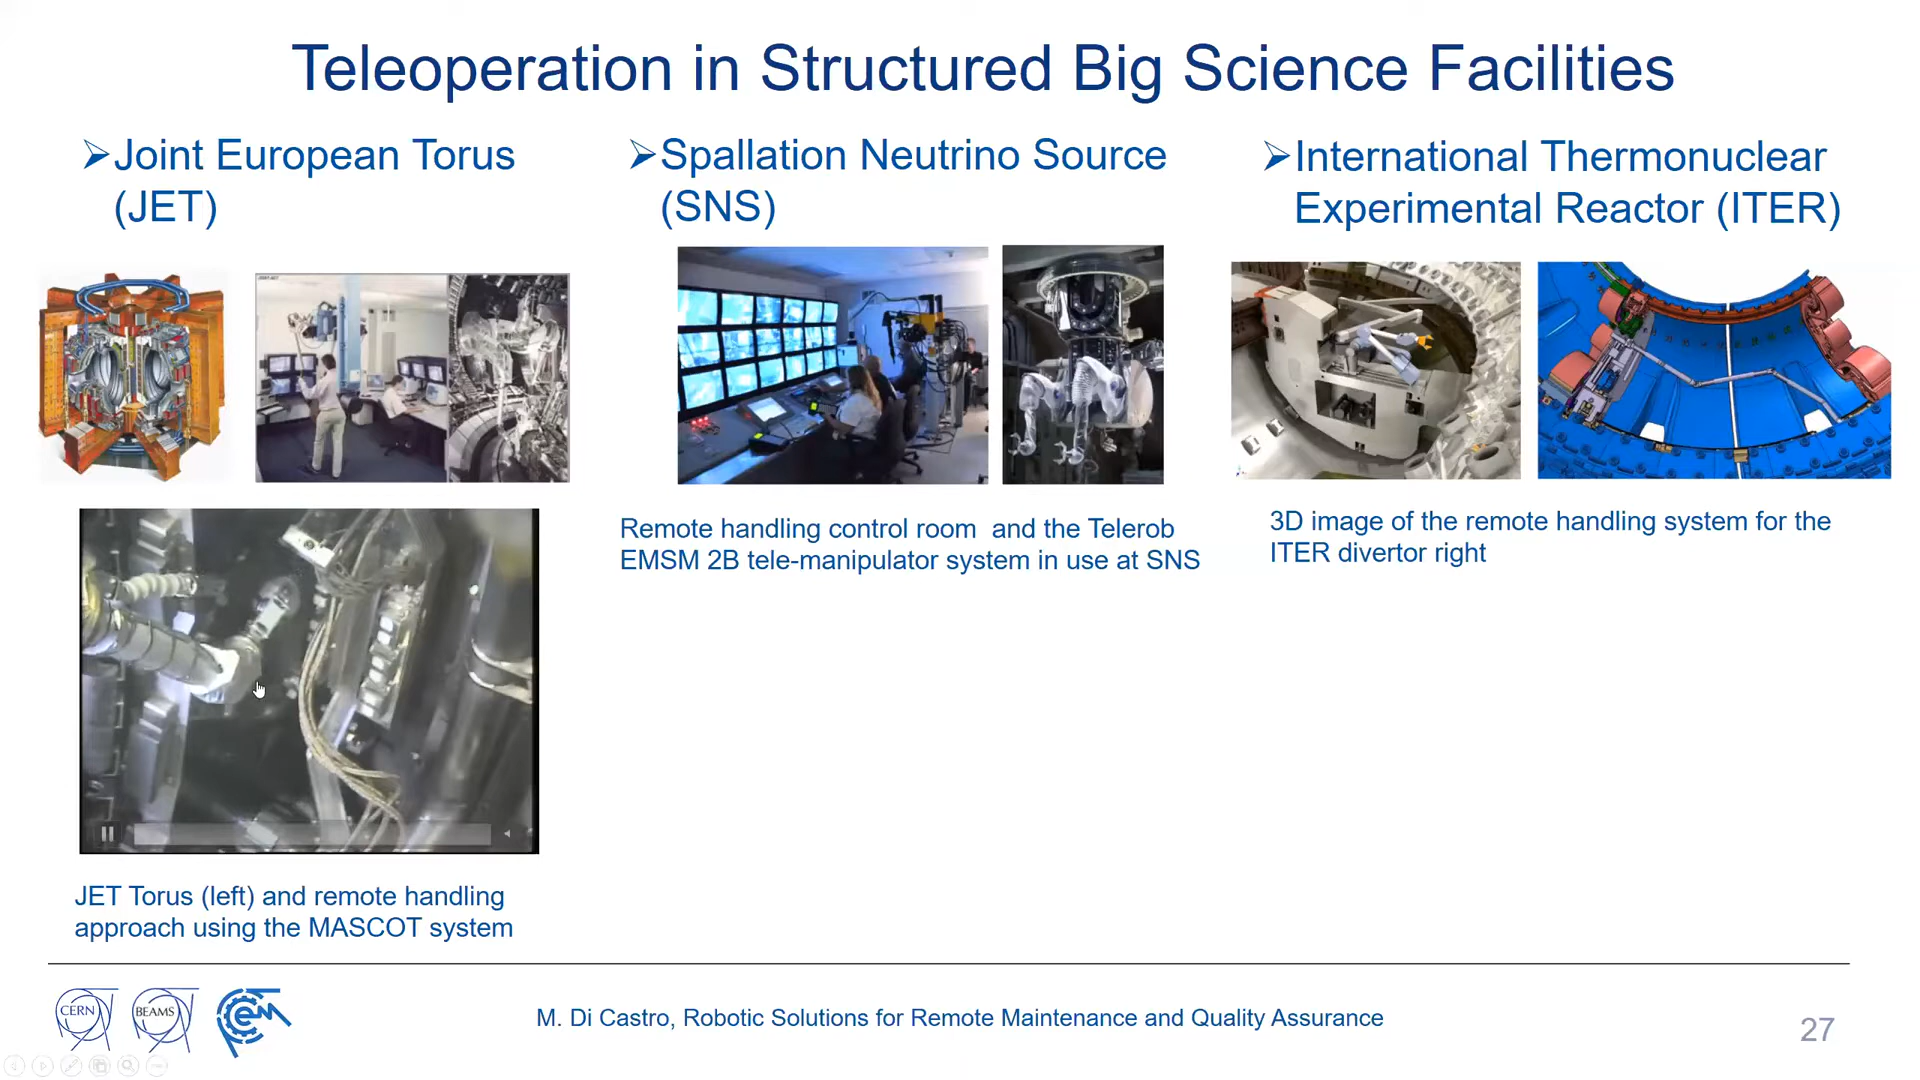 Teleoperation in Structured Big Science Facilities
➢Joint European Torus
(JET)
➢Spallation Neutrino Source
(SNS)
➢International Thermonuclear
Experimental Reactor (ITER)
Remote handling control room and the Telerob
EMSM 2B tele-manipulator system in use at SNS
3D image of the remote handling system for the
ITER divertor right
JET Torus (left) and remote handling
approach using the MASCOT system
CERN
BEAMS
CEM
M. Di Castro, Robotic Solutions for Remote Maintenance and Quality Assurance
27